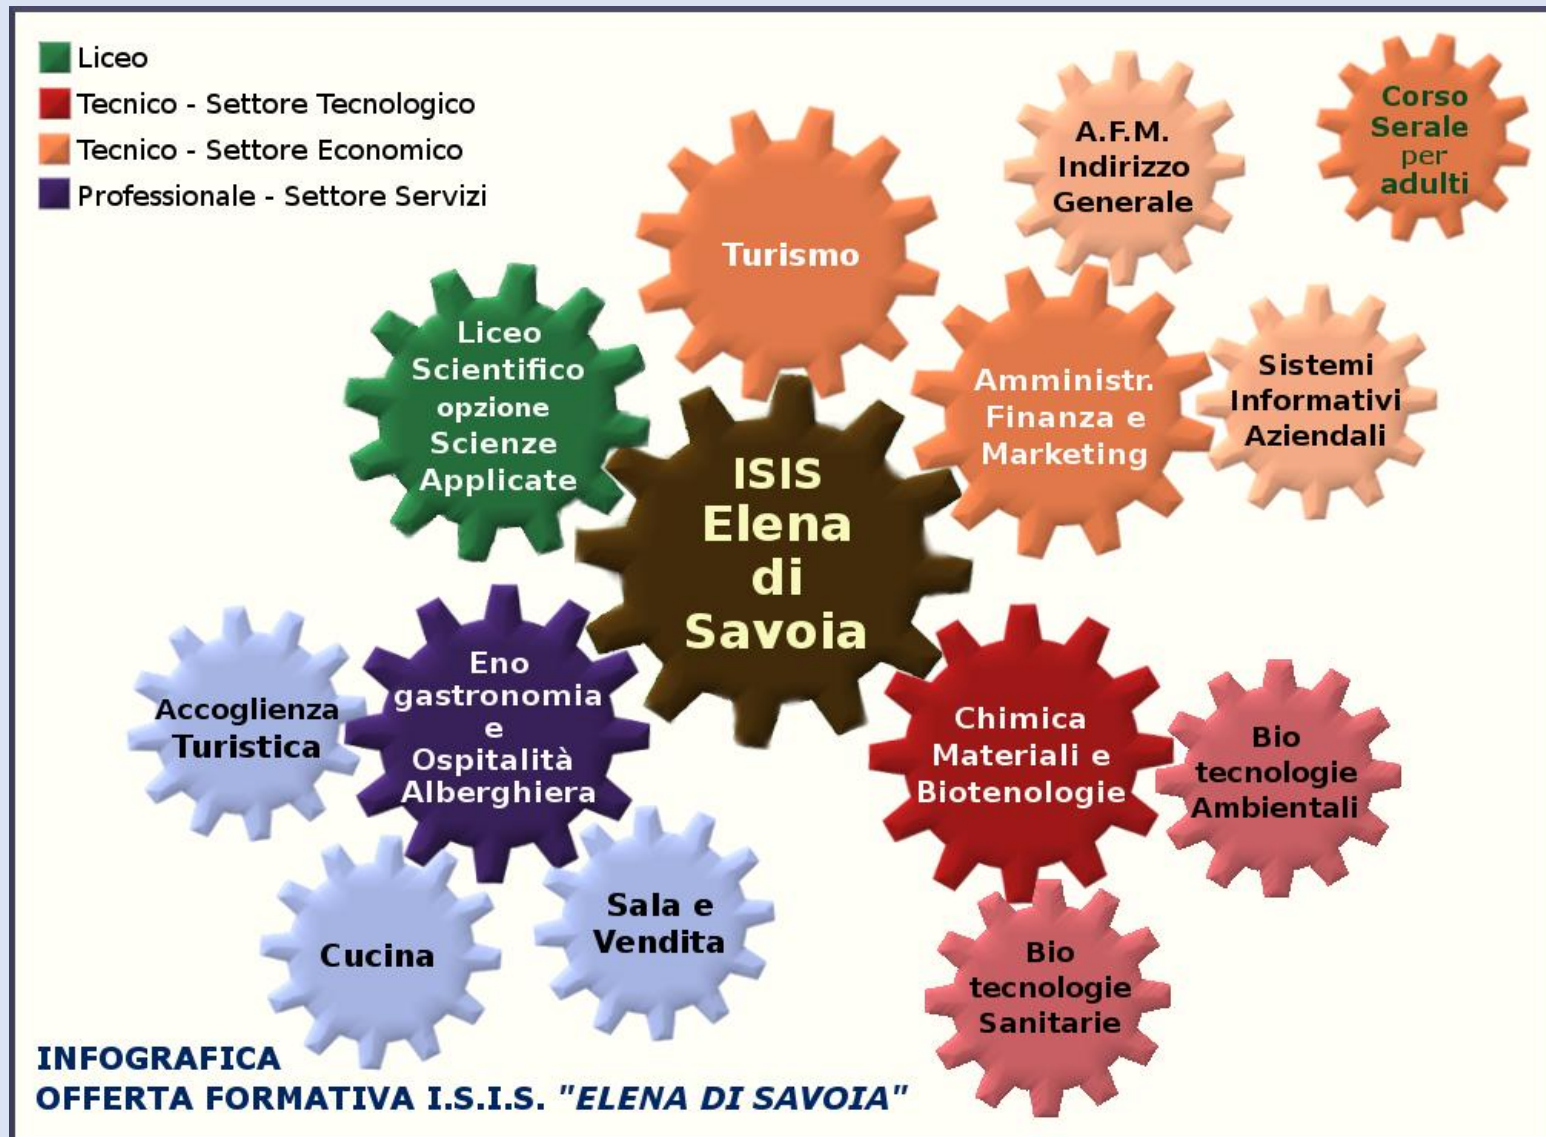 Liceo
Tecnico - Settore Tecnologico
Tecnico - Settore Economico
Professionale - Settore Servizi
Corso
Serale
per
adulti
A.F.M.
Indirizzo
Generale
Turismo
Liceo
Scientifico
opzione
Scienze
Applicate
Amministr.
Finanza e
Marketing
Sistemi
Informativi
Aziendali
ISIS
Elena
di
Savoia
Eno
gastronomia
e
Ospitalità
Alberghiera
Accoglienza
Turistica
Chimica
Materiali e
Biotenologie
Bio
tecnologie
Ambientali
Cucina
Sala e
Vendita
Bio
tecnologie
Sanitarie
INFOGRAFICA
OFFERTA FORMATIVA I.S.I.S. "ELENA DI SAVOIA"